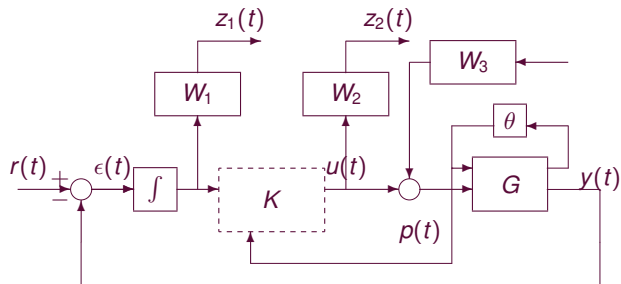 z₁(t)
z₂(t)
W₁
W₂
W₃
θ
r(t)
+
−
ϵ(t)
∫
K
u(t)
G
y(t)
p(t)